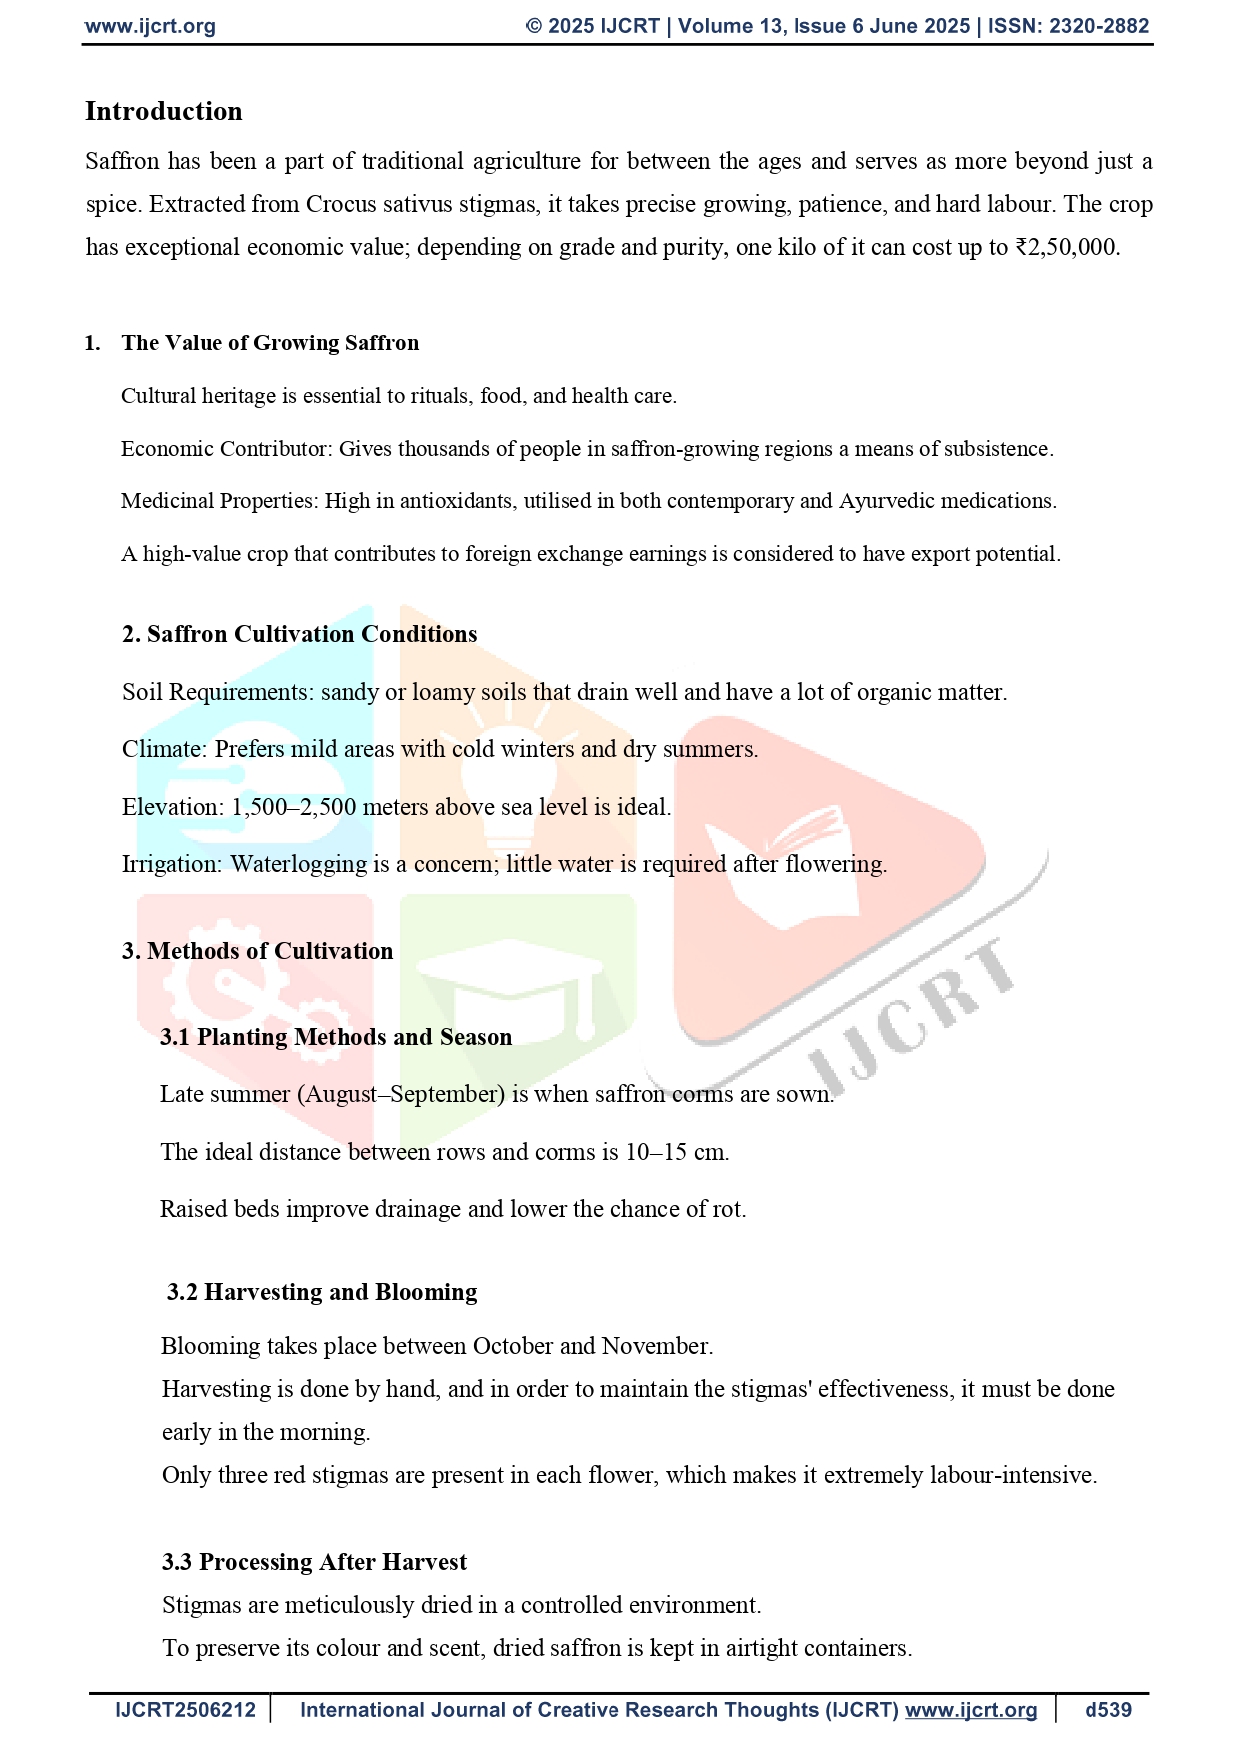 www.ijcrt.org © 2025 IJCRT | Volume 13, Issue 6 June 2025 | ISSN: 2320-2882
Introduction
Saffron has been a part of traditional agriculture for between the ages and serves as more beyond just a
spice. Extracted from Crocus sativus stigmas, it takes precise growing, patience, and hard labour. The crop
has exceptional economic value; depending on grade and purity, one kilo of it can cost up to ₹2,50,000.
1. The Value of Growing Saffron
Cultural heritage is essential to rituals, food, and health care.
Economic Contributor: Gives thousands of people in saffron-growing regions a means of subsistence.
Medicinal Properties: High in antioxidants, utilised in both contemporary and Ayurvedic medications.
A high-value crop that contributes to foreign exchange earnings is considered to have export potential.
2. Saffron Cultivation Conditions
Soil Requirements: sandy or loamy soils that drain well and have a lot of organic matter.
Climate: Prefers mild areas with cold winters and dry summers.
Elevation: 1,500–2,500 meters above sea level is ideal.
Irrigation: Waterlogging is a concern; little water is required after flowering.
3. Methods of Cultivation
IJCRT
3.1 Planting Methods and Season
Late summer (August–September) is when saffron corms are sown.
The ideal distance between rows and corms is 10–15 cm.
Raised beds improve drainage and lower the chance of rot.
3.2 Harvesting and Blooming
Blooming takes place between October and November.
Harvesting is done by hand, and in order to maintain the stigmas' effectiveness, it must be done
early in the morning.
Only three red stigmas are present in each flower, which makes it extremely labour-intensive.
3.3 Processing After Harvest
Stigmas are meticulously dried in a controlled environment.
To preserve its colour and scent, dried saffron is kept in airtight containers.
IJCRT2506212 International Journal of Creative Research Thoughts (IJCRT) www.ijcrt.org d539